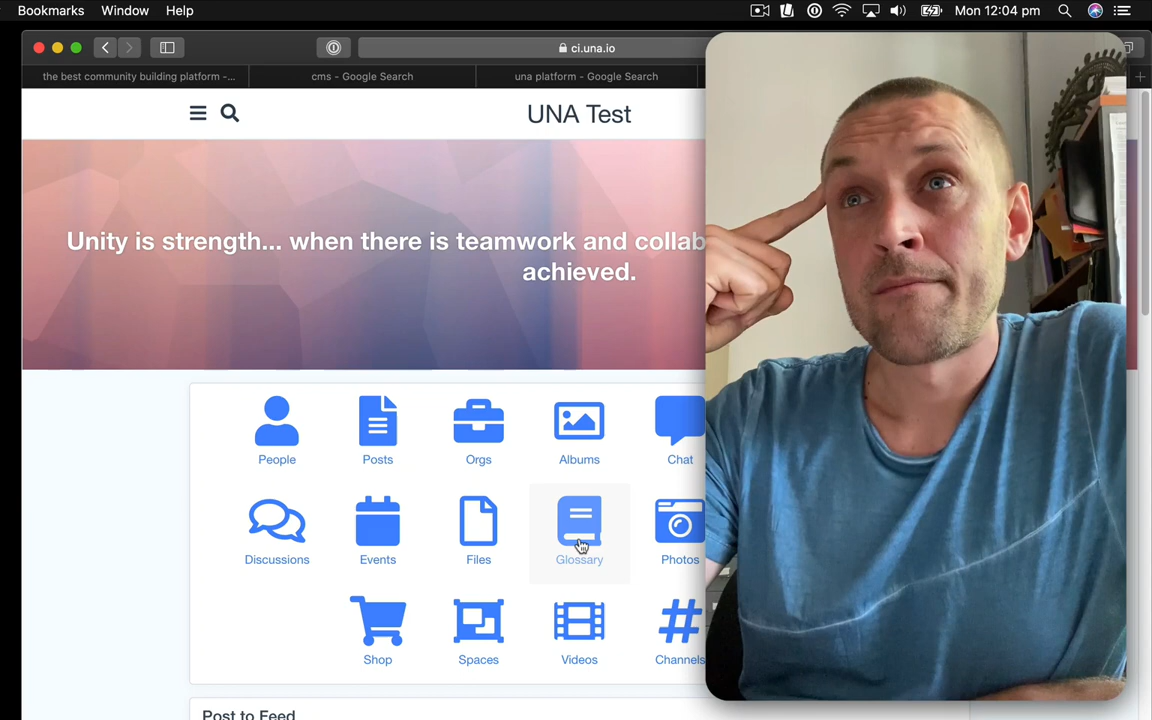 Bookmarks Window Help Mon 12:04 pm
ci.una.io
the best community building platform -... cms - Google Search una platform - Google Search
UNA Test
Unity is strength... when there is teamwork and collab
achieved.
People Posts Orgs Albums Chat
Discussions Events Files Glossary Photos
Shop Spaces Videos Channels
Post to Feed